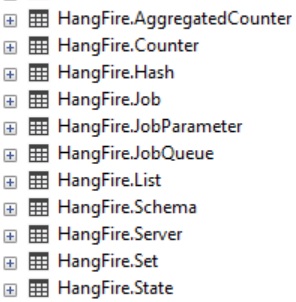 HangFire.AggregatedCounter
HangFire.Counter
HangFire.Hash
HangFire.Job
HangFire.JobParameter
HangFire.JobQueue
HangFire.List
HangFire.Schema
HangFire.Server
HangFire.Set
HangFire.State